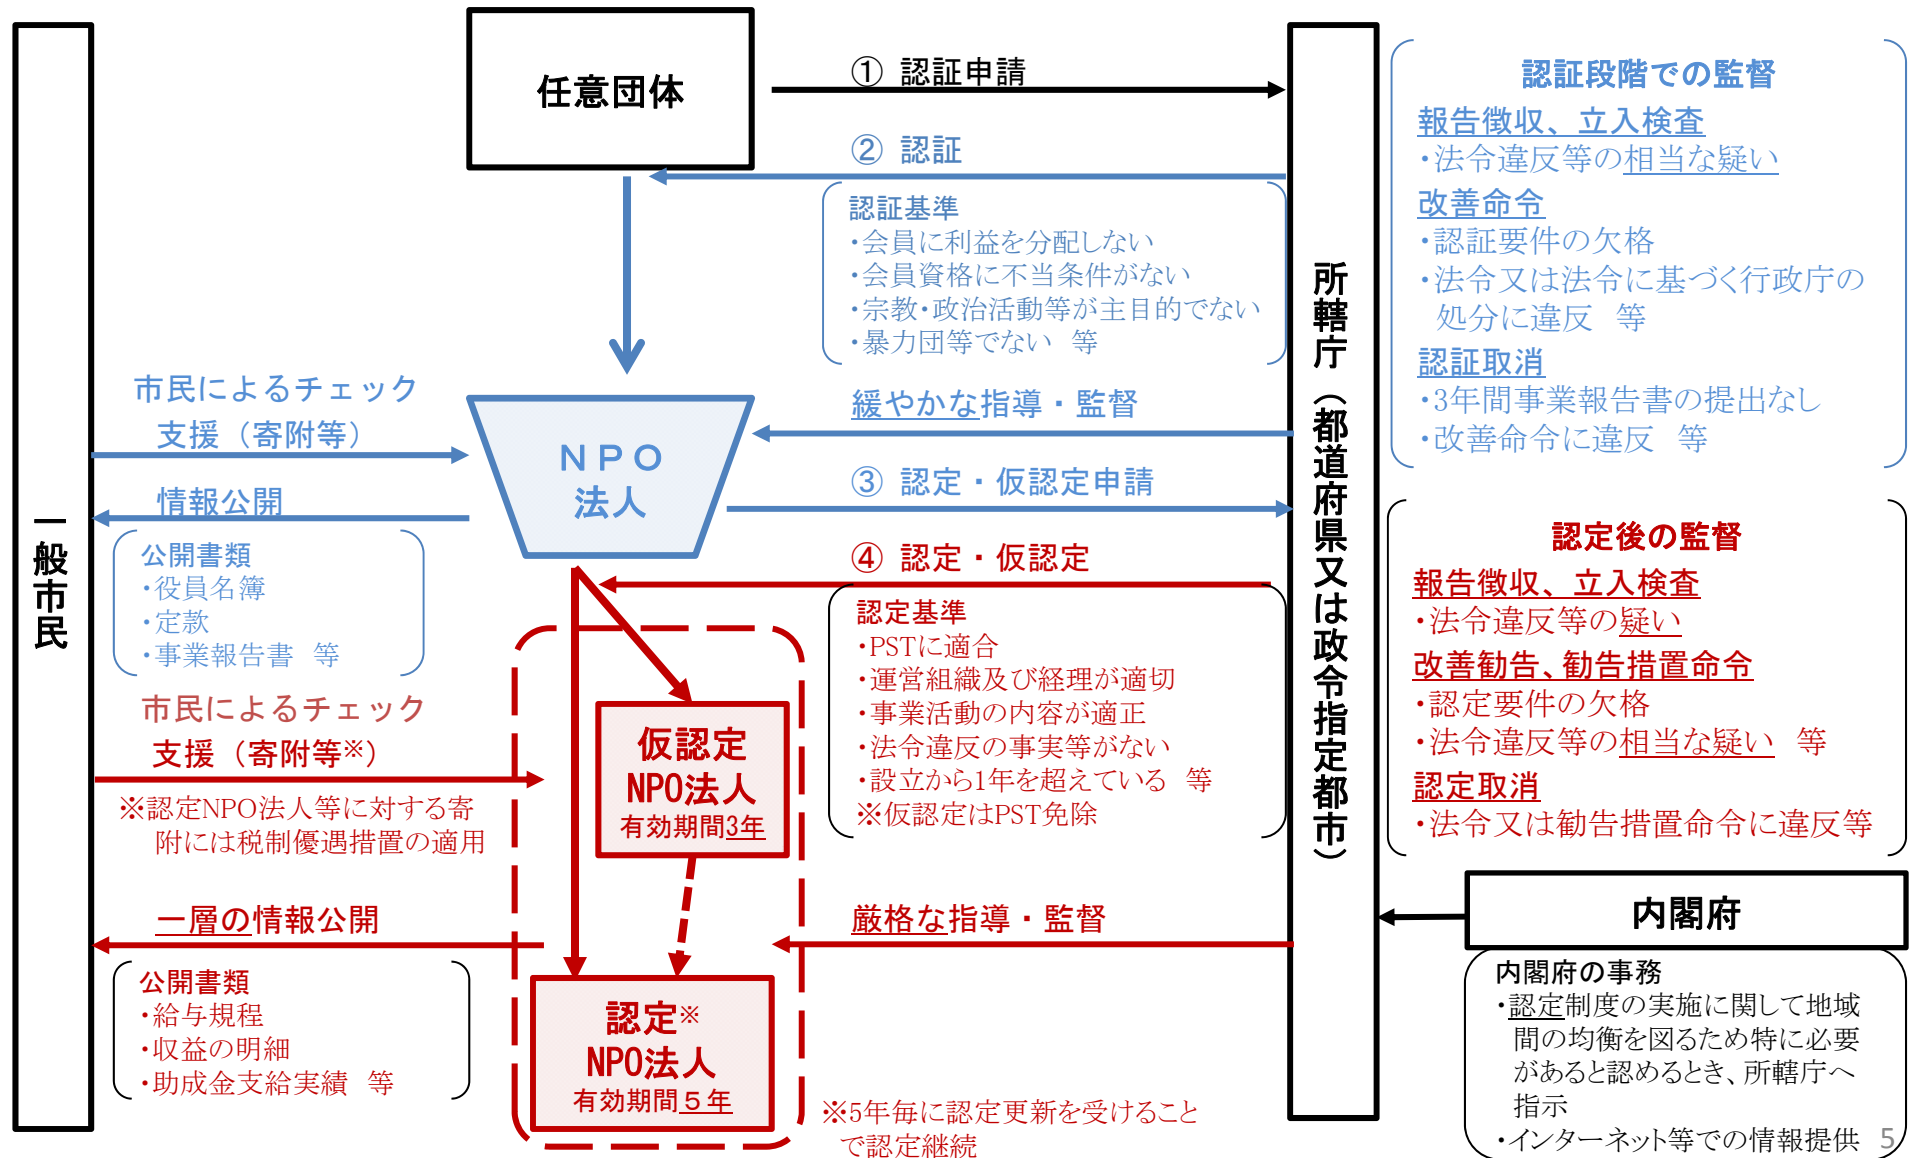 一般市民
任意団体
① 認証申請
② 認証
認証基準
・会員に利益を分配しない
・会員資格に不当条件がない
・宗教・政治活動等が主目的でない
・暴力団等でない 等
市民によるチェック
支援（寄附等）
情報公開
公開書類
・役員名簿
・定款
・事業報告書 等
NPO
法人
緩やかな指導・監督
③ 認定・仮認定申請
④ 認定・仮認定
認定基準
・PSTに適合
・運営組織及び経理が適切
・事業活動の内容が適正
・法令違反の事実等がない
・設立から1年を超えている 等
※仮認定はPST免除
市民によるチェック
支援（寄附等※）
※認定NPO法人等に対する寄
附には税制優遇措置の適用
仮認定
NPO法人
有効期間3年
一層の情報公開
公開書類
・給与規程
・収益の明細
・助成金支給実績 等
厳格な指導・監督
認定※
NPO法人
有効期間５年
※5年毎に認定更新を受けること
で認定継続
所轄庁（都道府県又は政令指定都市）
認証段階での監督
報告徴収、立入検査
・法令違反等の相当な疑い
改善命令
・認証要件の欠格
・法令又は法令に基づく行政庁の
処分に違反 等
認証取消
・3年間事業報告書の提出なし
・改善命令に違反 等
認定後の監督
報告徴収、立入検査
・法令違反等の疑い
改善勧告、勧告措置命令
・認定要件の欠格
・法令違反等の相当な疑い 等
認定取消
・法令又は勧告措置命令に違反等
内閣府
内閣府の事務
・認定制度の実施に関して地域
間の均衡を図るため特に必要
があると認めるとき、所轄庁へ
指示
・インターネット等での情報提供
5